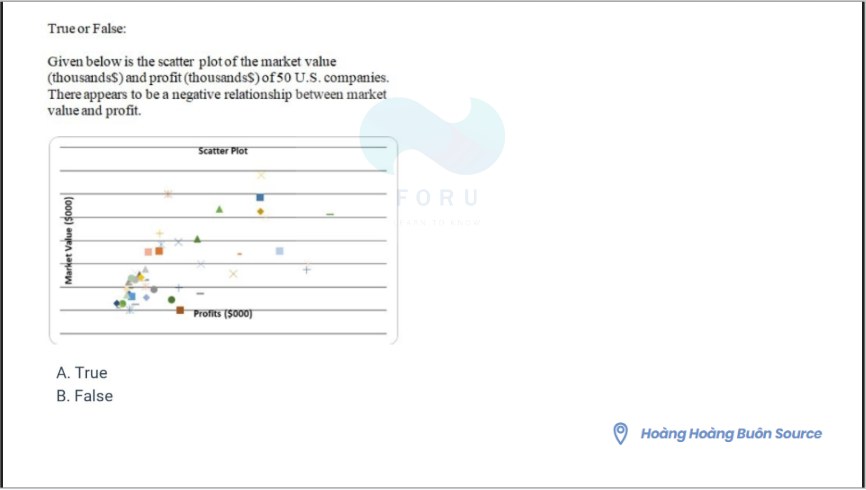 True or False:
Given below is the scatter plot of the market value
(thousands$) and profit (thousands$) of 50 U.S. companies.
There appears to be a negative relationship between market
value and profit.
Scatter Plot
Market Value ($000)
Profits ($000)
FORU
A. True
B. False
Hoàng Hoàng Buôn Source